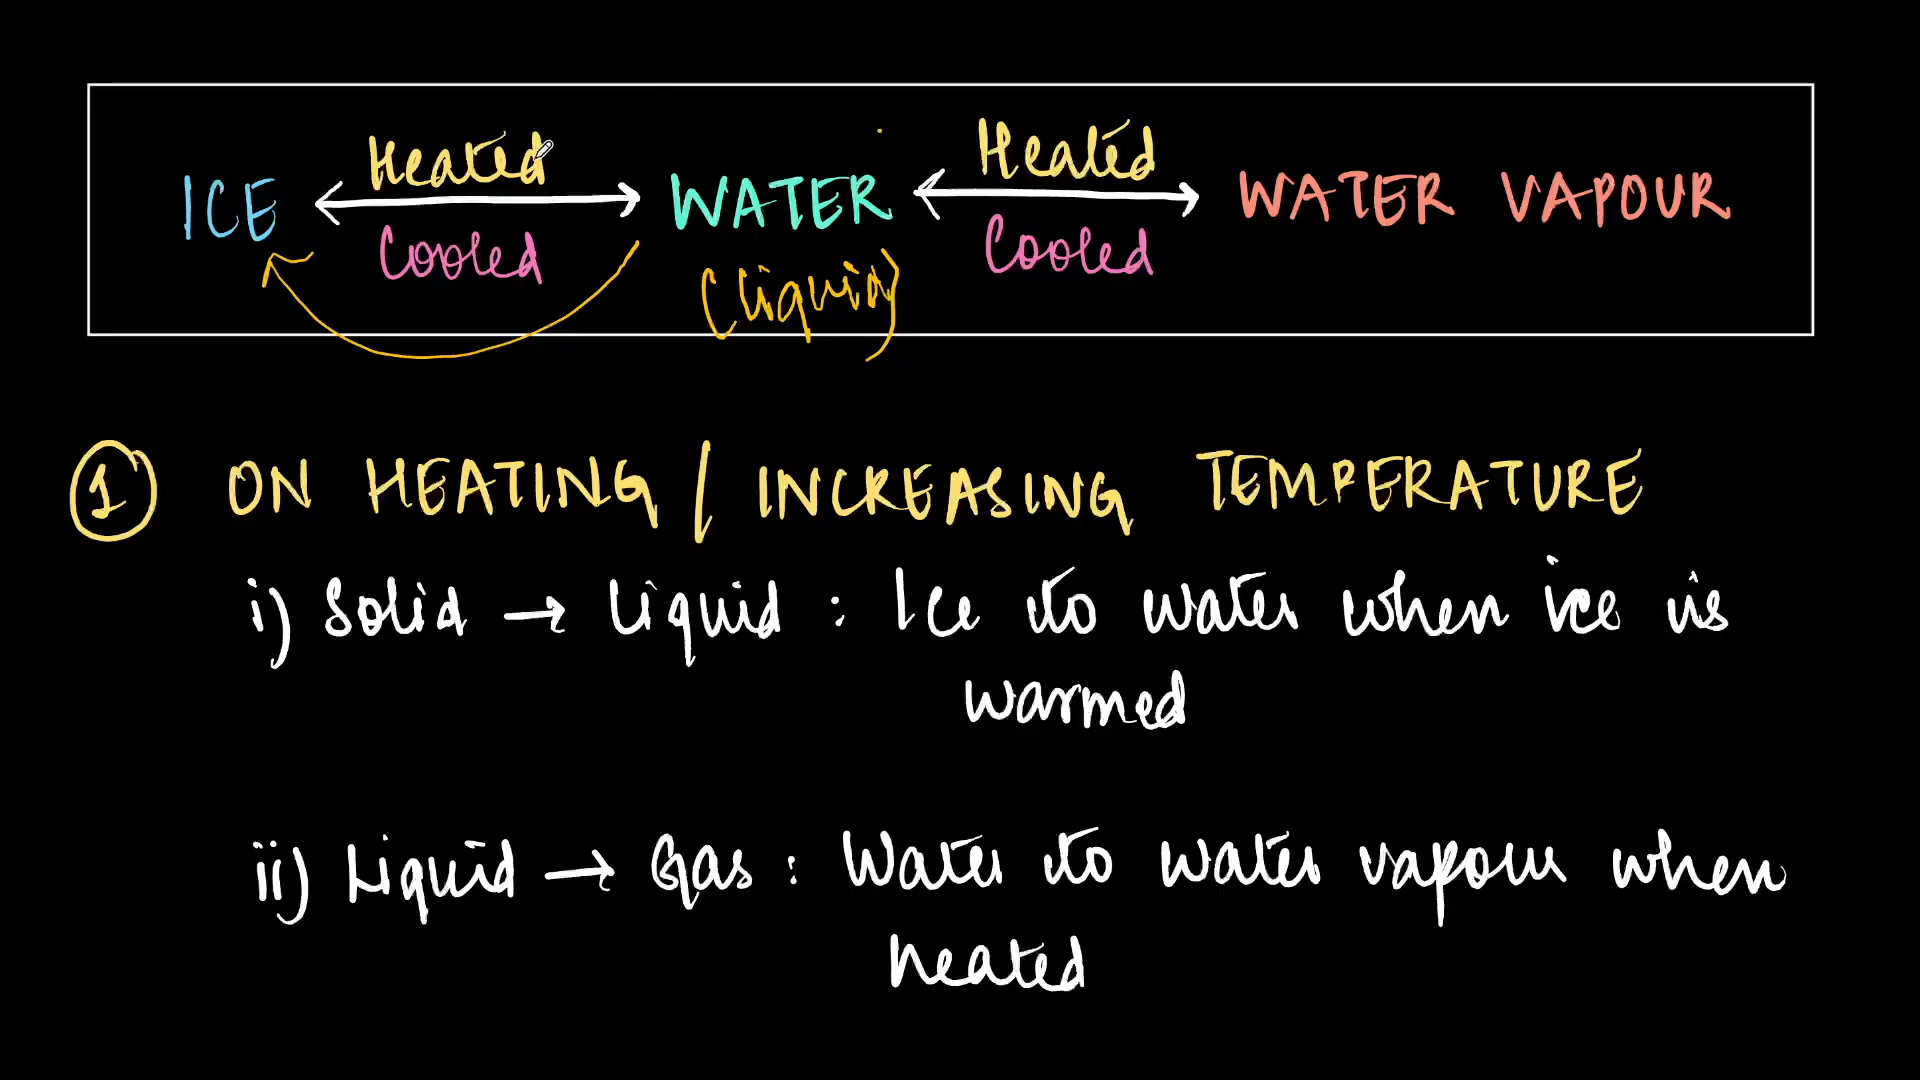 Heated Heated
ICE WATER WATER VAPOUR
Cooled (liquid) Cooled
1 ON HEATING / INCREASING TEMPERATURE
i) Solid → Liquid : Ice to water when ice is
warmed
ii) Liquid → Gas : Water to water vapour when
heated